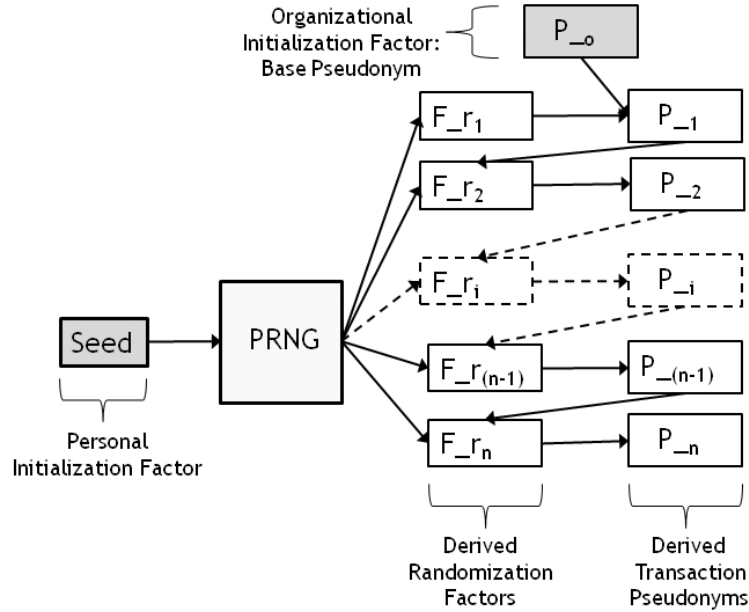 Organizational
Initialization Factor:
Base Pseudonym
P_o
F_r1
P_1
F_r2
P_2
F_ri
P_i
Seed
PRNG
F_r(n-1)
P_(n-1)
F_rn
P_n
Personal
Initialization Factor
Derived
Randomization
Factors
Derived
Transaction
Pseudonyms